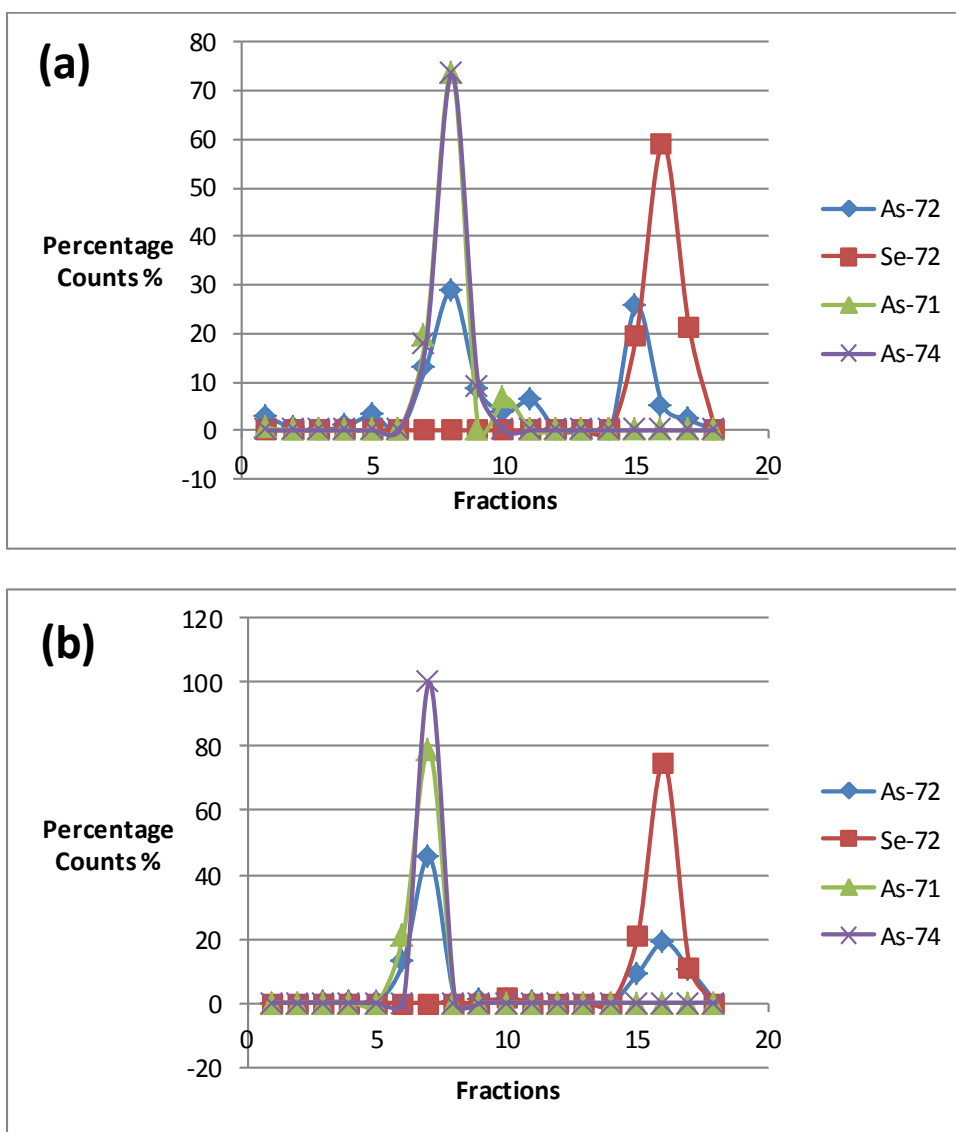 (a)
80
70
60
50
40
30
20
10
0
-10
0 5 10 15 20
Percentage
Counts %
Fractions
As-72
Se-72
As-71
As-74
(b)
120
100
80
60
40
20
0
-20
0 5 10 15 20
Percentage
Counts %
Fractions
As-72
Se-72
As-71
As-74